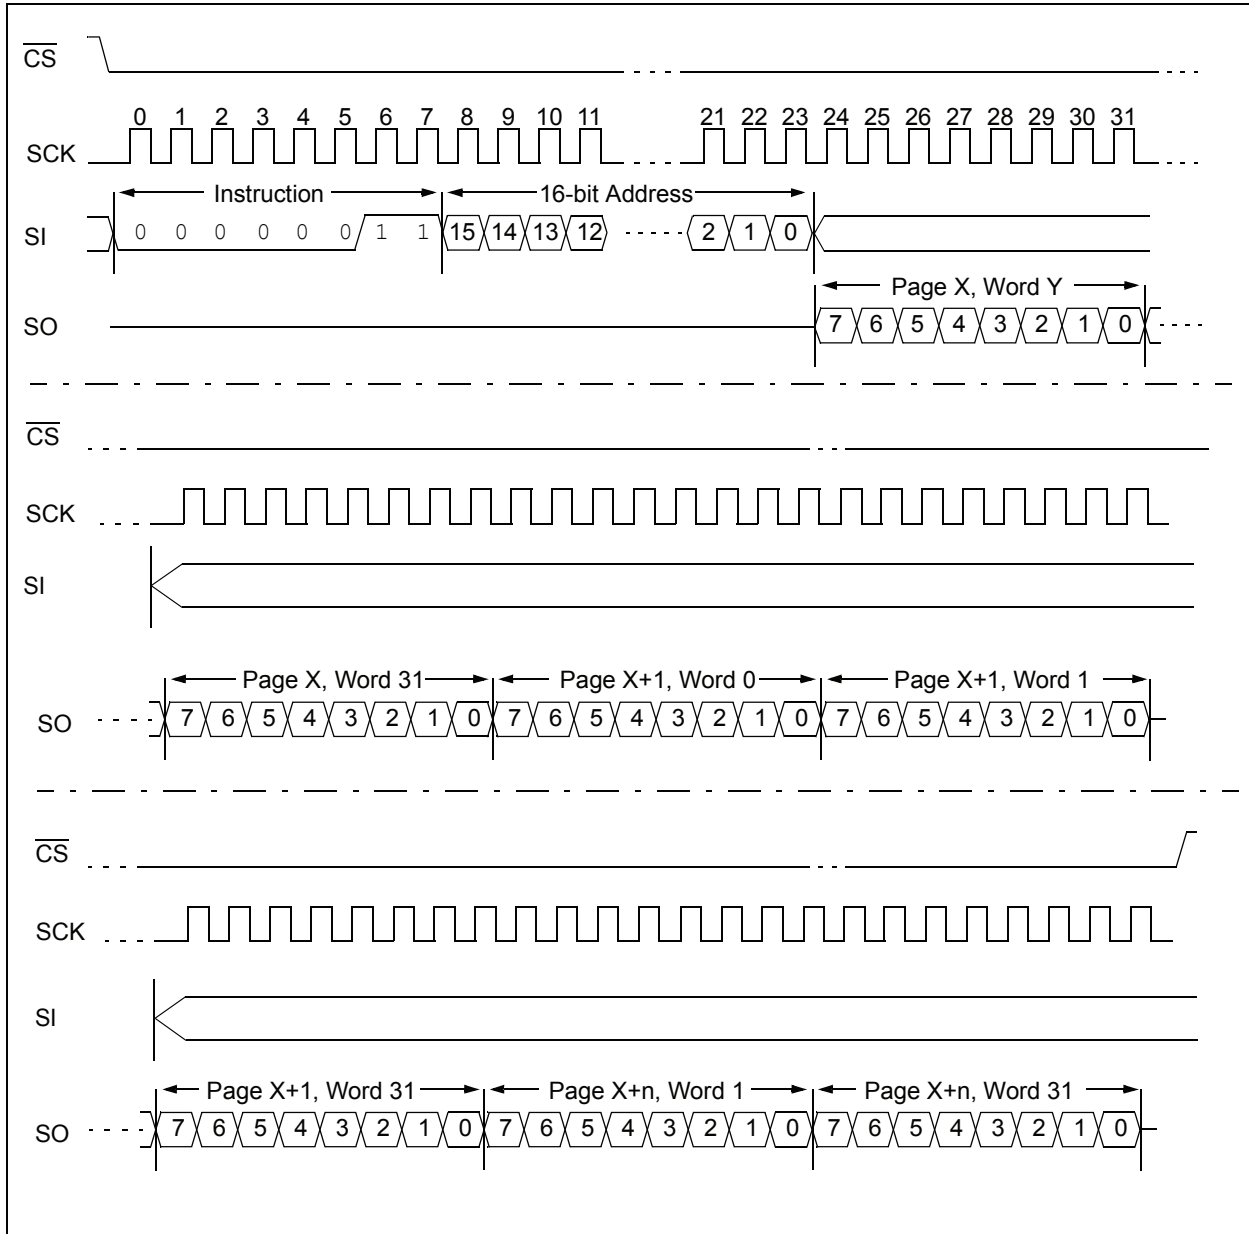 CS
0 1 2 3 4 5 6 7 8 9 10 11 21 22 23 24 25 26 27 28 29 30 31
SCK
Instruction 16-bit Address
SI 0 0 0 0 0 0 1 1 15 14 13 12 2 1 0
Page X, Word Y
SO 7 6 5 4 3 2 1 0
CS
SCK
SI
Page X, Word 31 Page X+1, Word 0 Page X+1, Word 1
SO 7 6 5 4 3 2 1 0 7 6 5 4 3 2 1 0 7 6 5 4 3 2 1 0
CS
SCK
SI
Page X+1, Word 31 Page X+n, Word 1 Page X+n, Word 31
SO 7 6 5 4 3 2 1 0 7 6 5 4 3 2 1 0 7 6 5 4 3 2 1 0